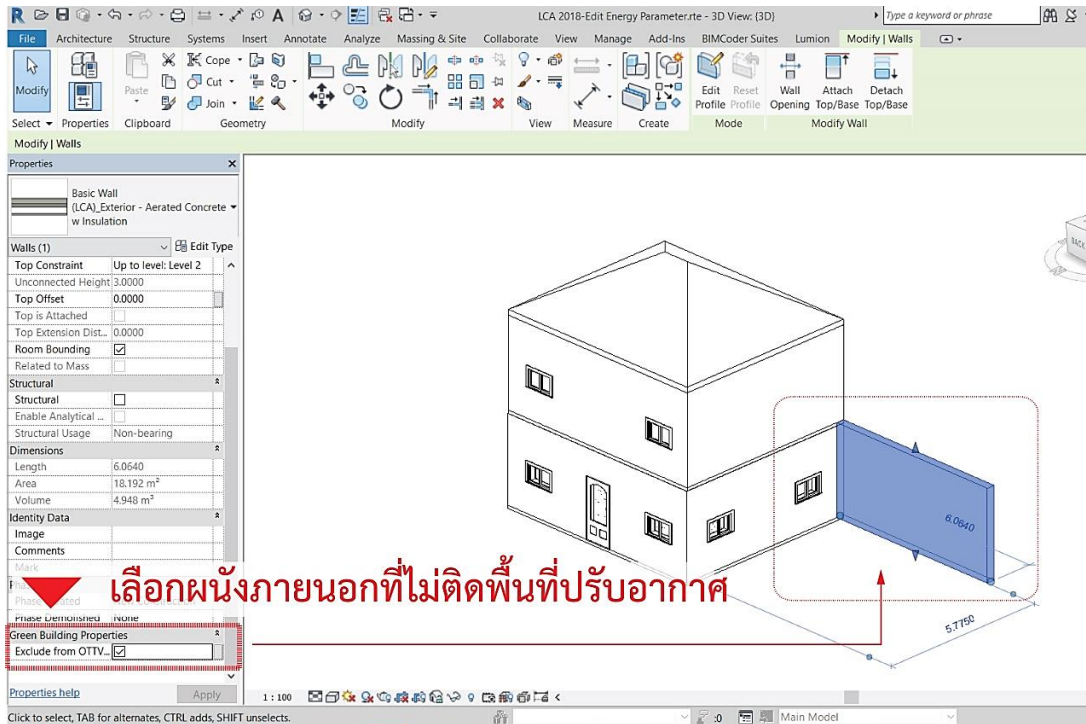 LCA 2018-Edit Energy Parameter.rte - 3D View: {3D}
Type a keyword or phrase
File Architecture Structure Systems Insert Annotate Analyze Massing & Site Collaborate View Manage Add-Ins BIMCoder Suites Lumion Modify | Walls
Modify
Paste
Cope
Cut
Join
Edit Profile
Reset Profile
Wall Opening
Attach Top/Base
Detach Top/Base
Select Properties Clipboard Geometry Modify View Measure Create Mode Modify Wall
Modify | Walls
Properties
Basic Wall
(LCA)_Exterior - Aerated Concrete
w Insulation
Walls (1) Edit Type
Top Constraint Up to level: Level 2
Unconnected Height 3.0000
Top Offset 0.0000
Top is Attached
Top Extension Dist... 0.0000
Room Bounding
Related to Mass
Structural
Structural
Enable Analytical ...
Structural Usage Non-bearing
Dimensions
Length 6.0640
Area 18.192 m²
Volume 4.948 m³
Identity Data
Image
Comments
Mark
เลือกผนังภายนอกที่ไม่ติดพื้นที่ปรับอากาศ
Phase Demolished None
Green Building Properties
Exclude from OTTV...
Properties help Apply
BACK
6.0640
5.7750
1 : 100
Click to select, TAB for alternates, CTRL adds, SHIFT unselects.
:0
Main Model